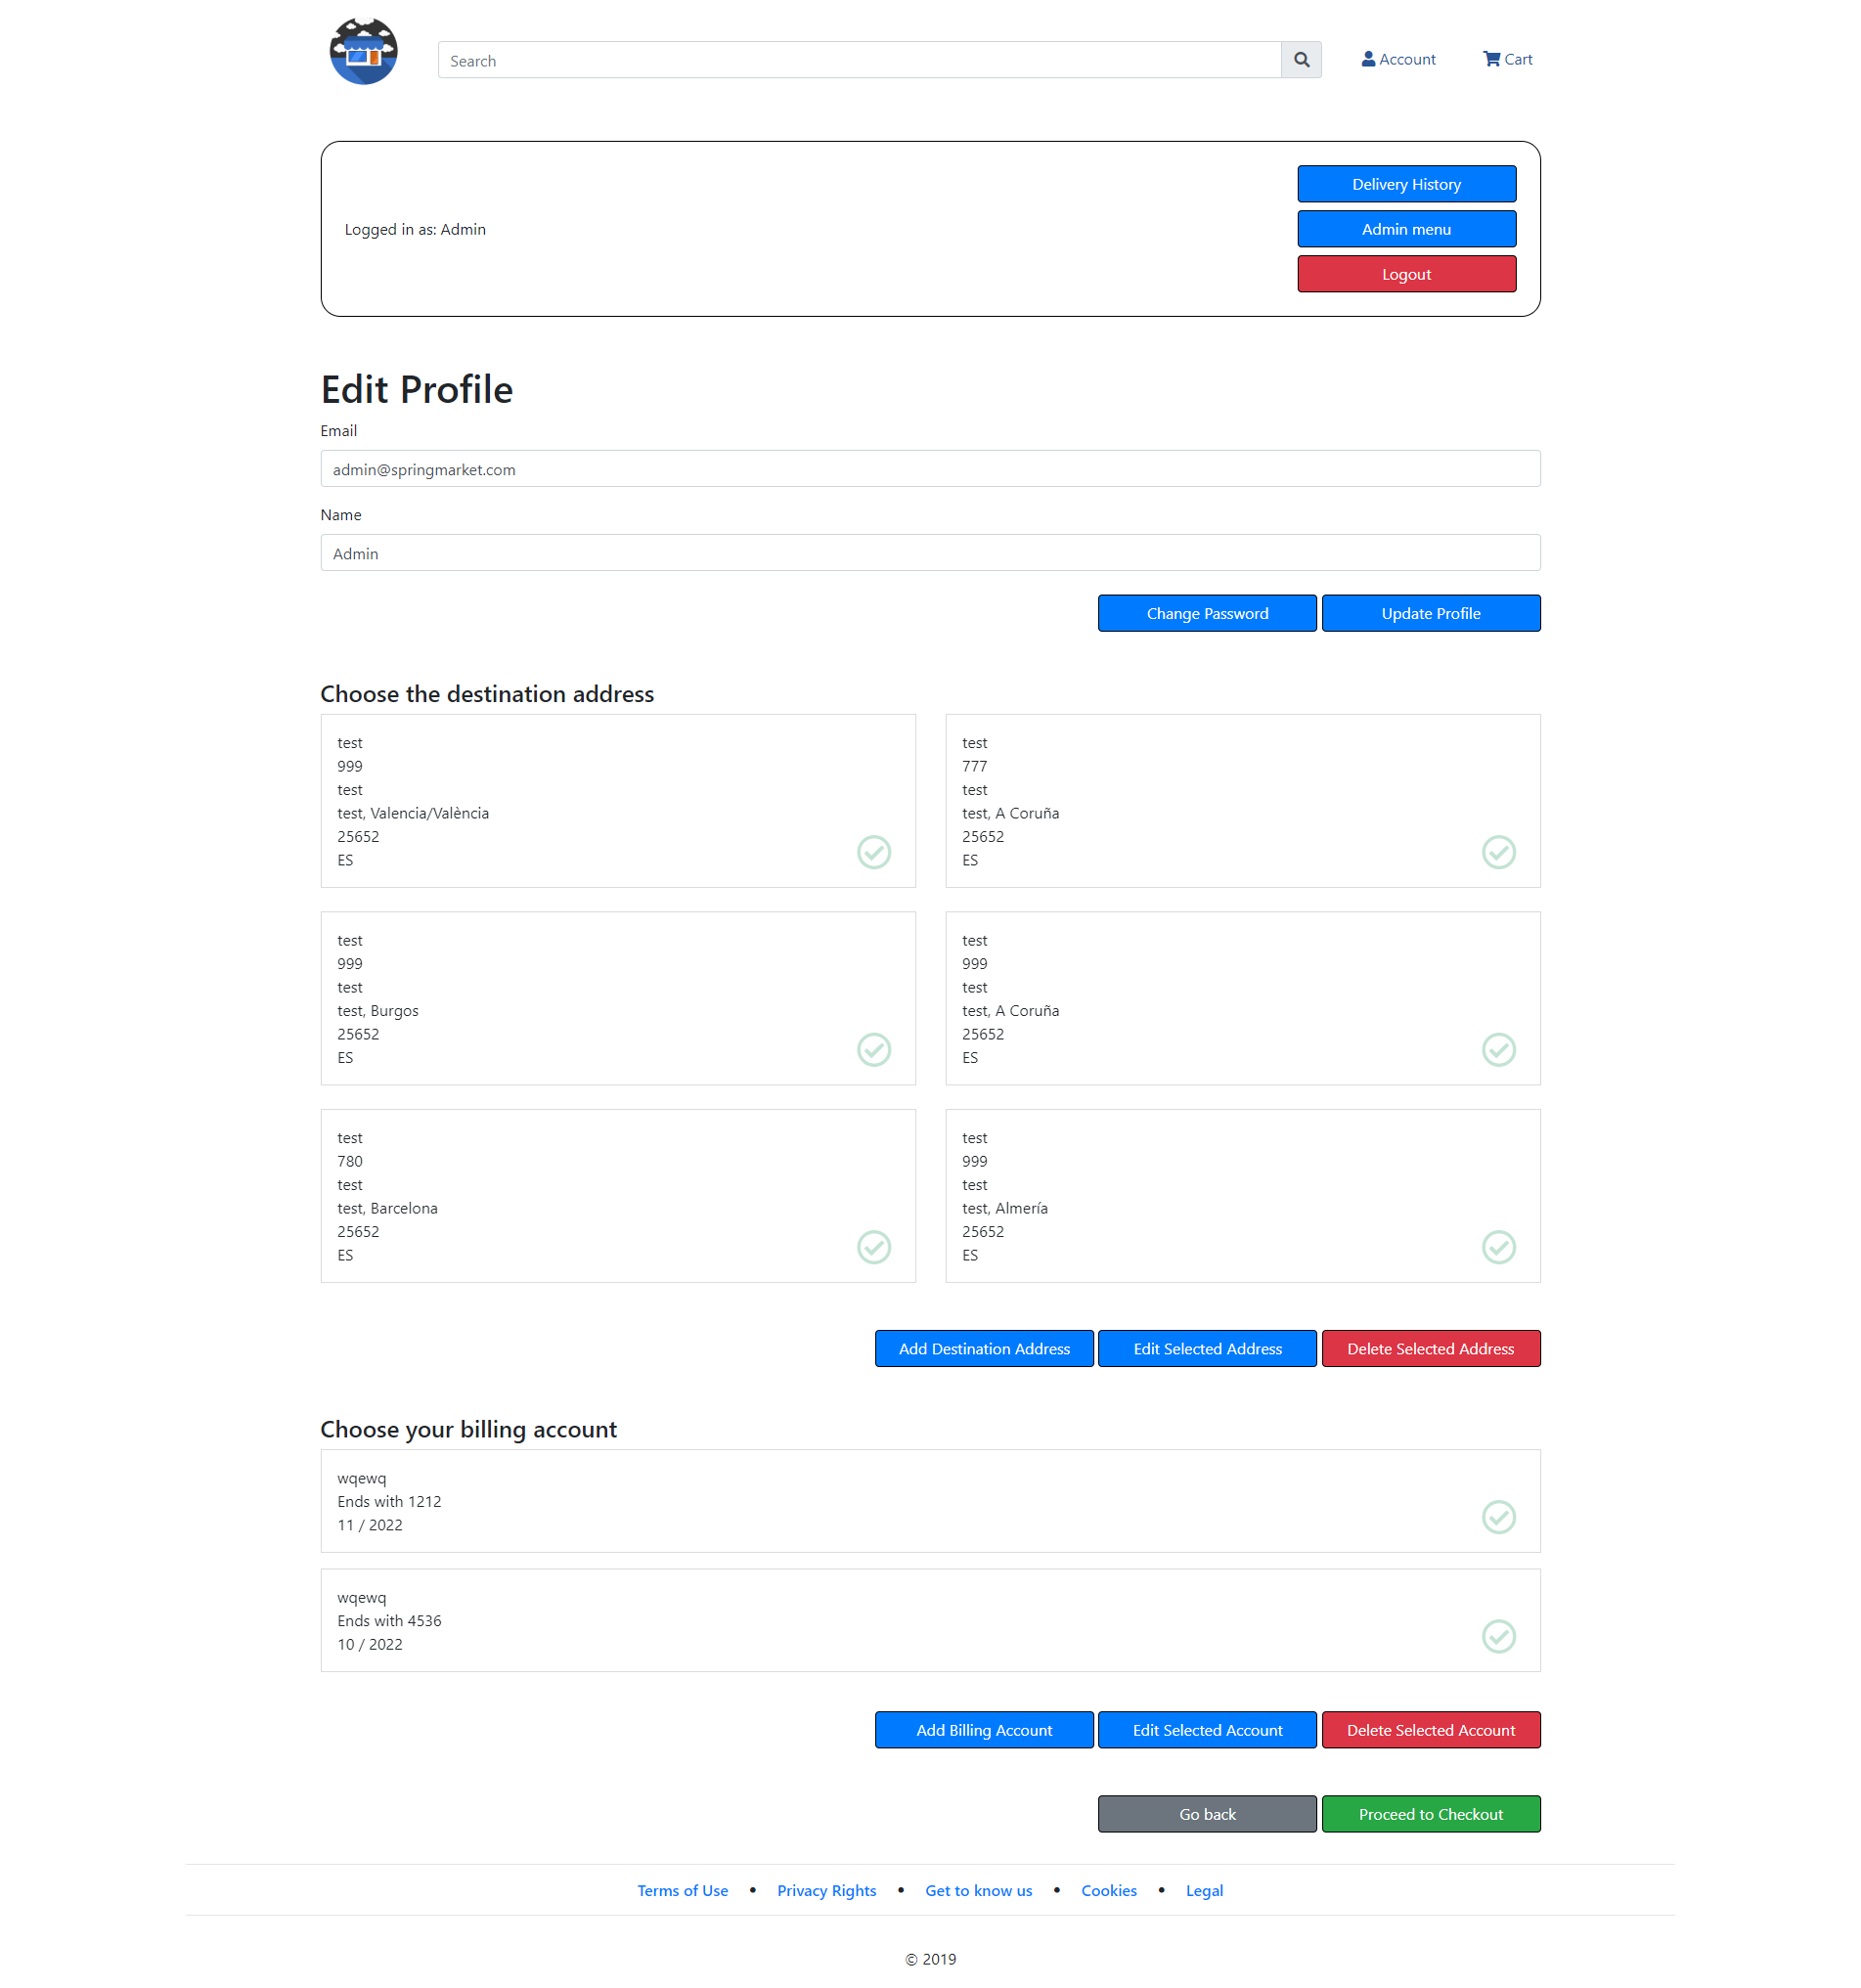 Search
Account
Cart
Delivery History
Logged in as: Admin
Admin menu
Logout
Edit Profile
Email
admin@springmarket.com
Name
Admin
Change Password
Update Profile
Choose the destination address
test
999
test
test, Valencia/València
25652
ES
test
777
test
test, A Coruña
25652
ES
test
999
test
test, Burgos
25652
ES
test
999
test
test, A Coruña
25652
ES
test
780
test
test, Barcelona
25652
ES
test
999
test
test, Almería
25652
ES
Add Destination Address
Edit Selected Address
Delete Selected Address
Choose your billing account
wqewq
Ends with 1212
11 / 2022
wqewq
Ends with 4536
10 / 2022
Add Billing Account
Edit Selected Account
Delete Selected Account
Go back
Proceed to Checkout
Terms of Use • Privacy Rights • Get to know us • Cookies • Legal
© 2019